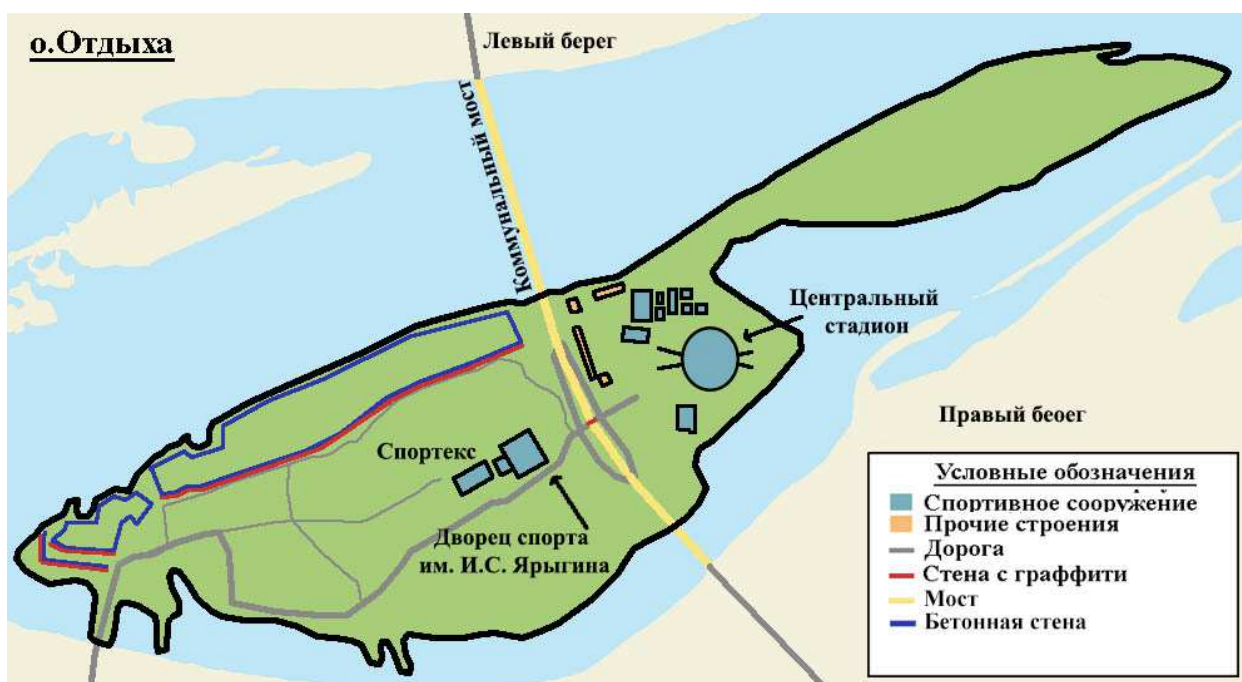 о.Отдыха
Левый берег
Коммунальный мост
Центральный
стадион
Правый беоег
Спортекс
Дворец спорта
им. И.С. Ярыгина
Условные обозначения
Спортивное сооружение
Прочие строения
Дорога
Стена с граффити
Мост
Бетонная стена